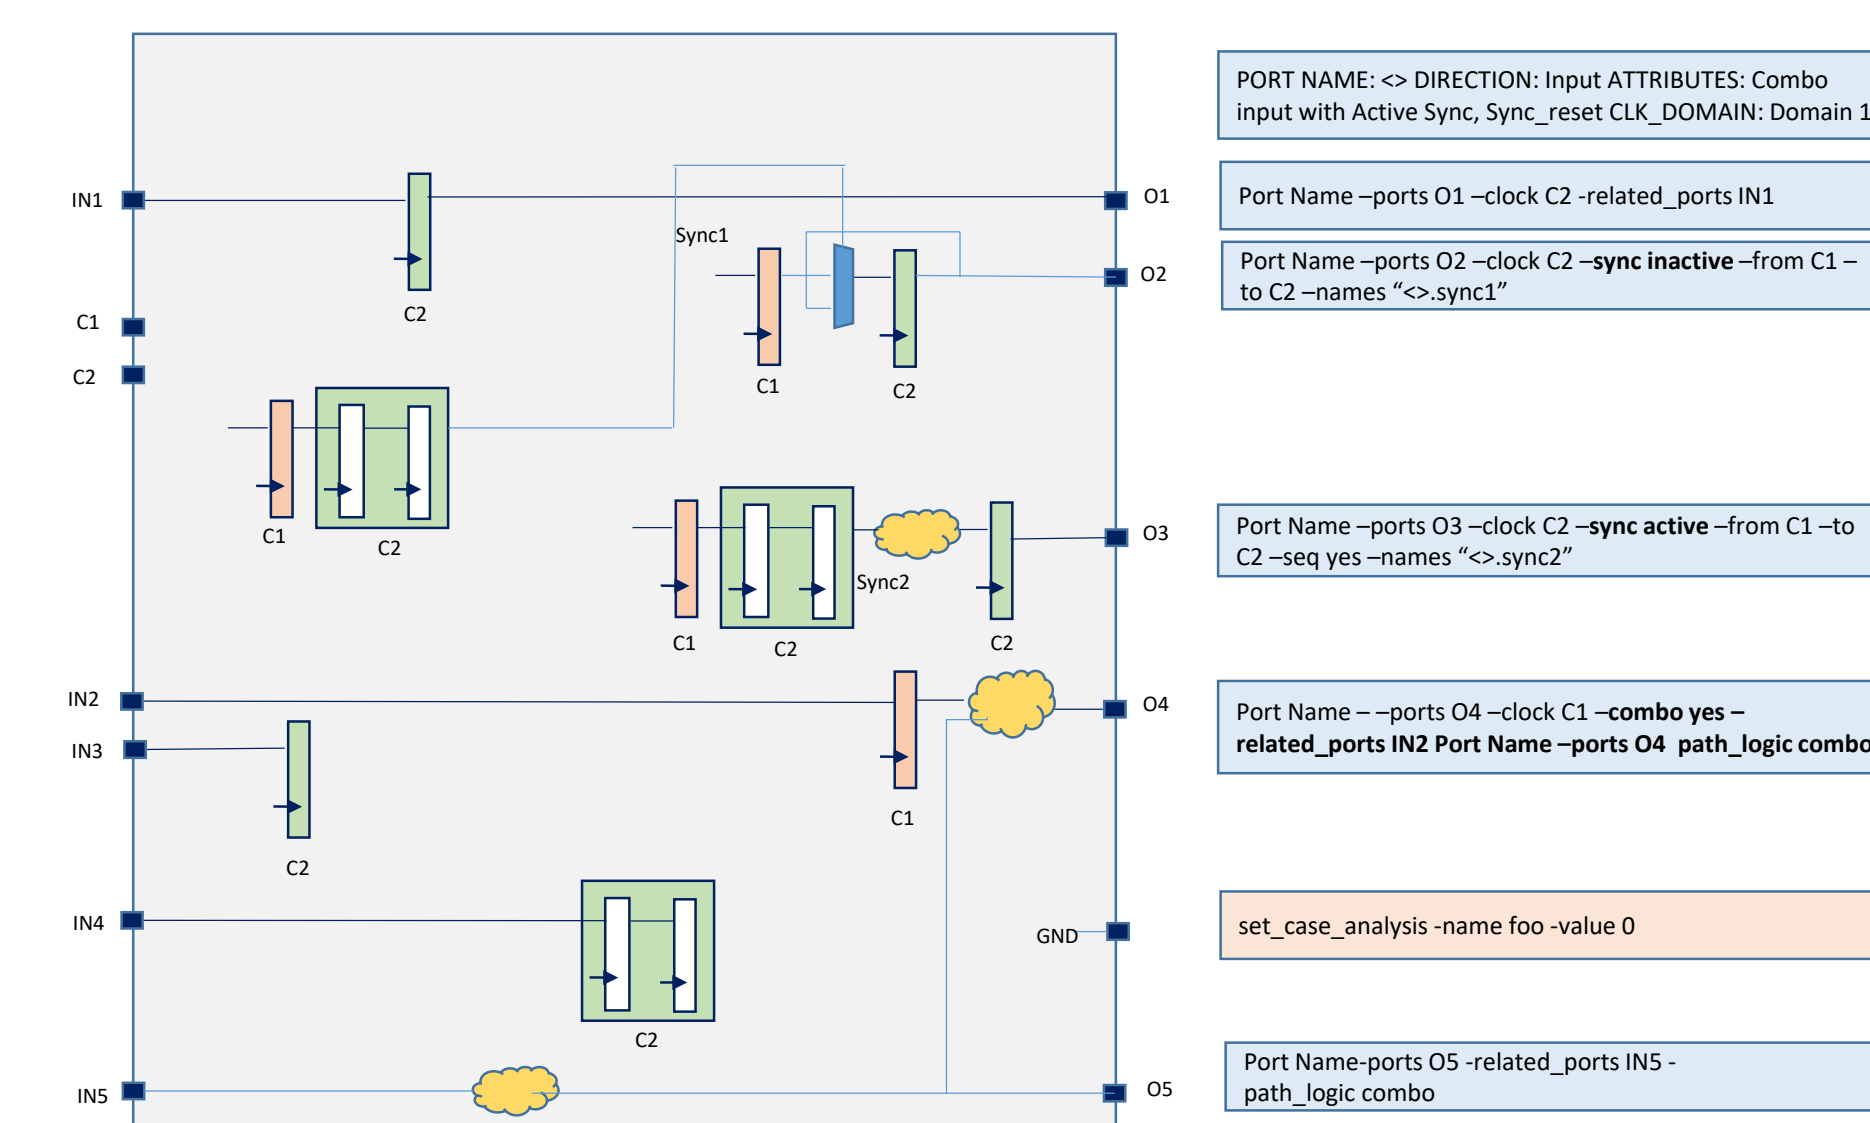 PORT NAME: <> DIRECTION: Input ATTRIBUTES: Combo
input with Active Sync, Sync_reset CLK_DOMAIN: Domain 1
IN1
O1
Port Name –ports O1 –clock C2 -related_ports IN1
Sync1
C2
O2
Port Name –ports O2 –clock C2 –sync inactive –from C1 –
to C2 –names “<>.sync1”
C1
C2
C1
C2
C1
C2
O3
Port Name –ports O3 –clock C2 –sync active –from C1 –to
C2 –seq yes –names “<>.sync2”
Sync2
C1
C2
C2
IN2
O4
Port Name – –ports O4 –clock C1 –combo yes –
related_ports IN2 Port Name –ports O4 path_logic combo
IN3
C1
C2
IN4
GND
set_case_analysis -name foo -value 0
C2
IN5
O5
Port Name-ports O5 -related_ports IN5 -
path_logic combo